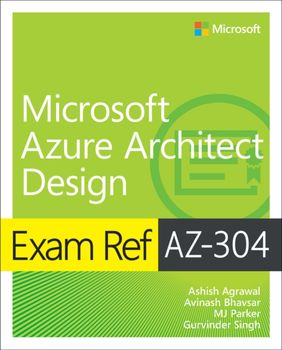 Microsoft
Microsoft
Azure Architect
Design
Exam Ref AZ-304
Ashish Agrawal
Avinash Bhavsar
MJ Parker
Gurvinder Singh